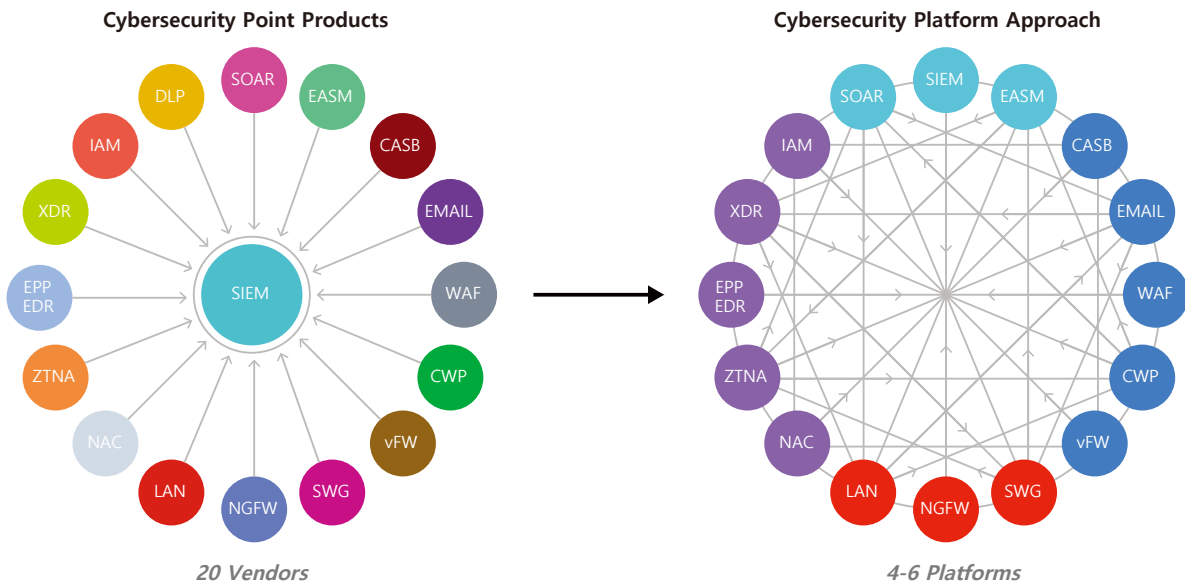 Cybersecurity Point Products
SOAR
DLP
EASM
IAM
CASB
XDR
EMAIL
EPP
EDR
SIEM
WAF
ZTNA
CWP
NAC
vFW
LAN
SWG
NGFW
20 Vendors
Cybersecurity Platform Approach
SIEM
SOAR
EASM
IAM
CASB
XDR
EMAIL
EPP
EDR
WAF
ZTNA
CWP
NAC
vFW
LAN
SWG
NGFW
4-6 Platforms